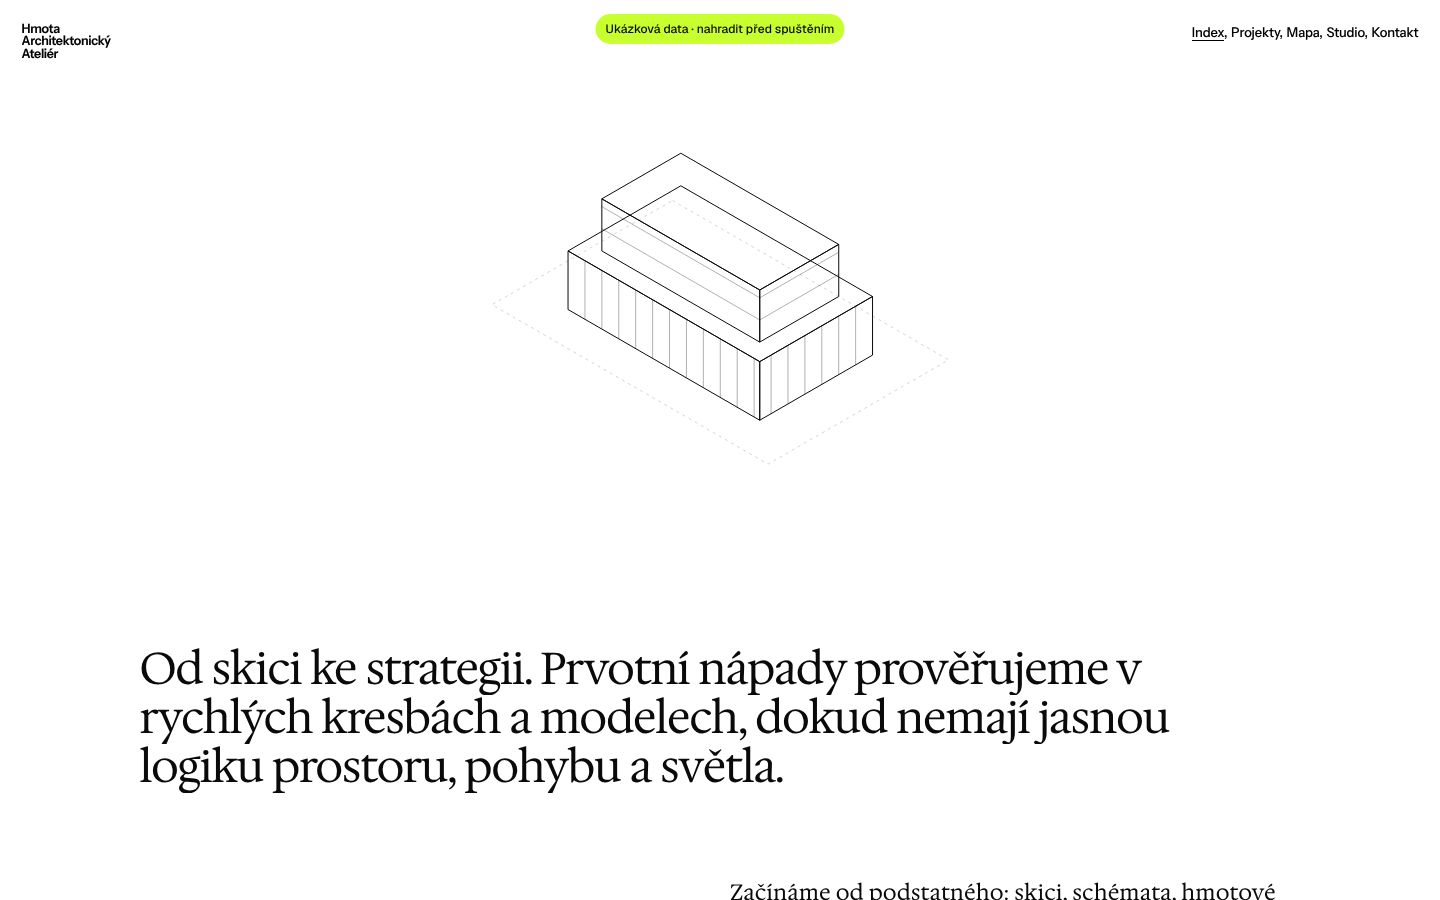 Hmota
Architektonický
Ateliér
Ukázková data · nahradit před spuštěním
Index, Projekty, Mapa, Studio, Kontakt
Od skici ke strategii. Prvotní nápady prověřujeme v
rychlých kresbách a modelech, dokud nemají jasnou
logiku prostoru, pohybu a světla.
Začínáme od podstatného: skici, schémata, hmotové